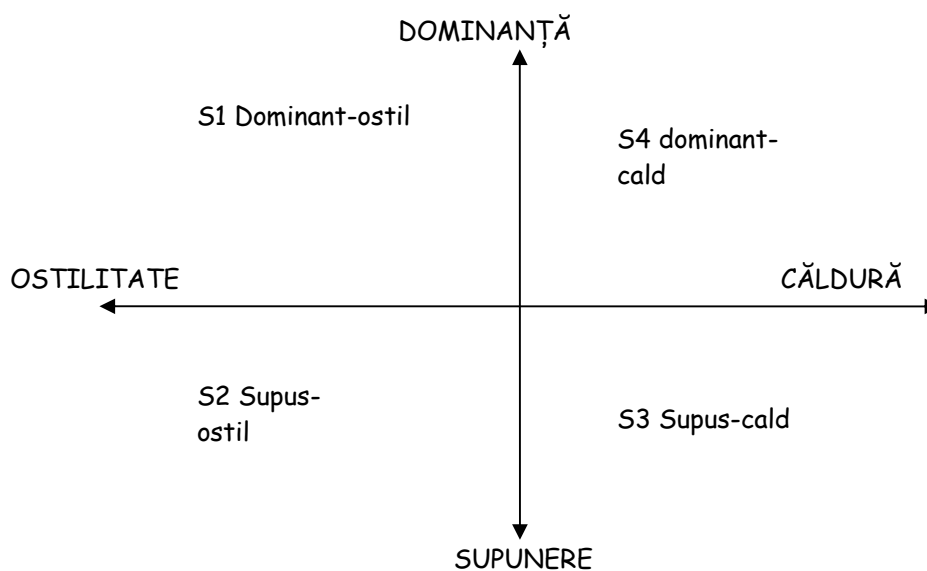 DOMINANȚĂ
S1 Dominant-ostil
S4 dominant-
cald
OSTILITATE
CĂLDURĂ
S2 Supus-
ostil
S3 Supus-cald
SUPUNERE